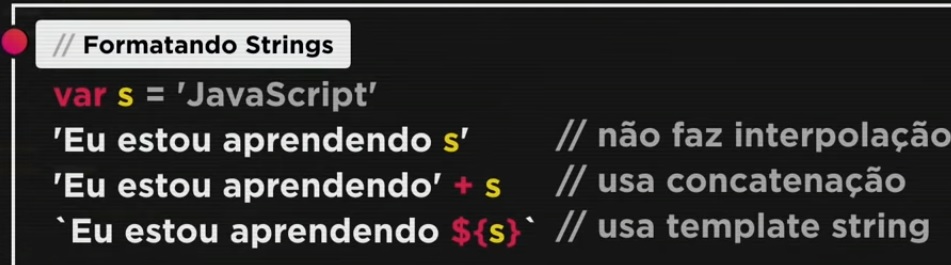 // Formatando Strings
var s = 'JavaScript'
'Eu estou aprendendo s' // não faz interpolação
'Eu estou aprendendo' + s // usa concatenação
`Eu estou aprendendo ${s}` // usa template string